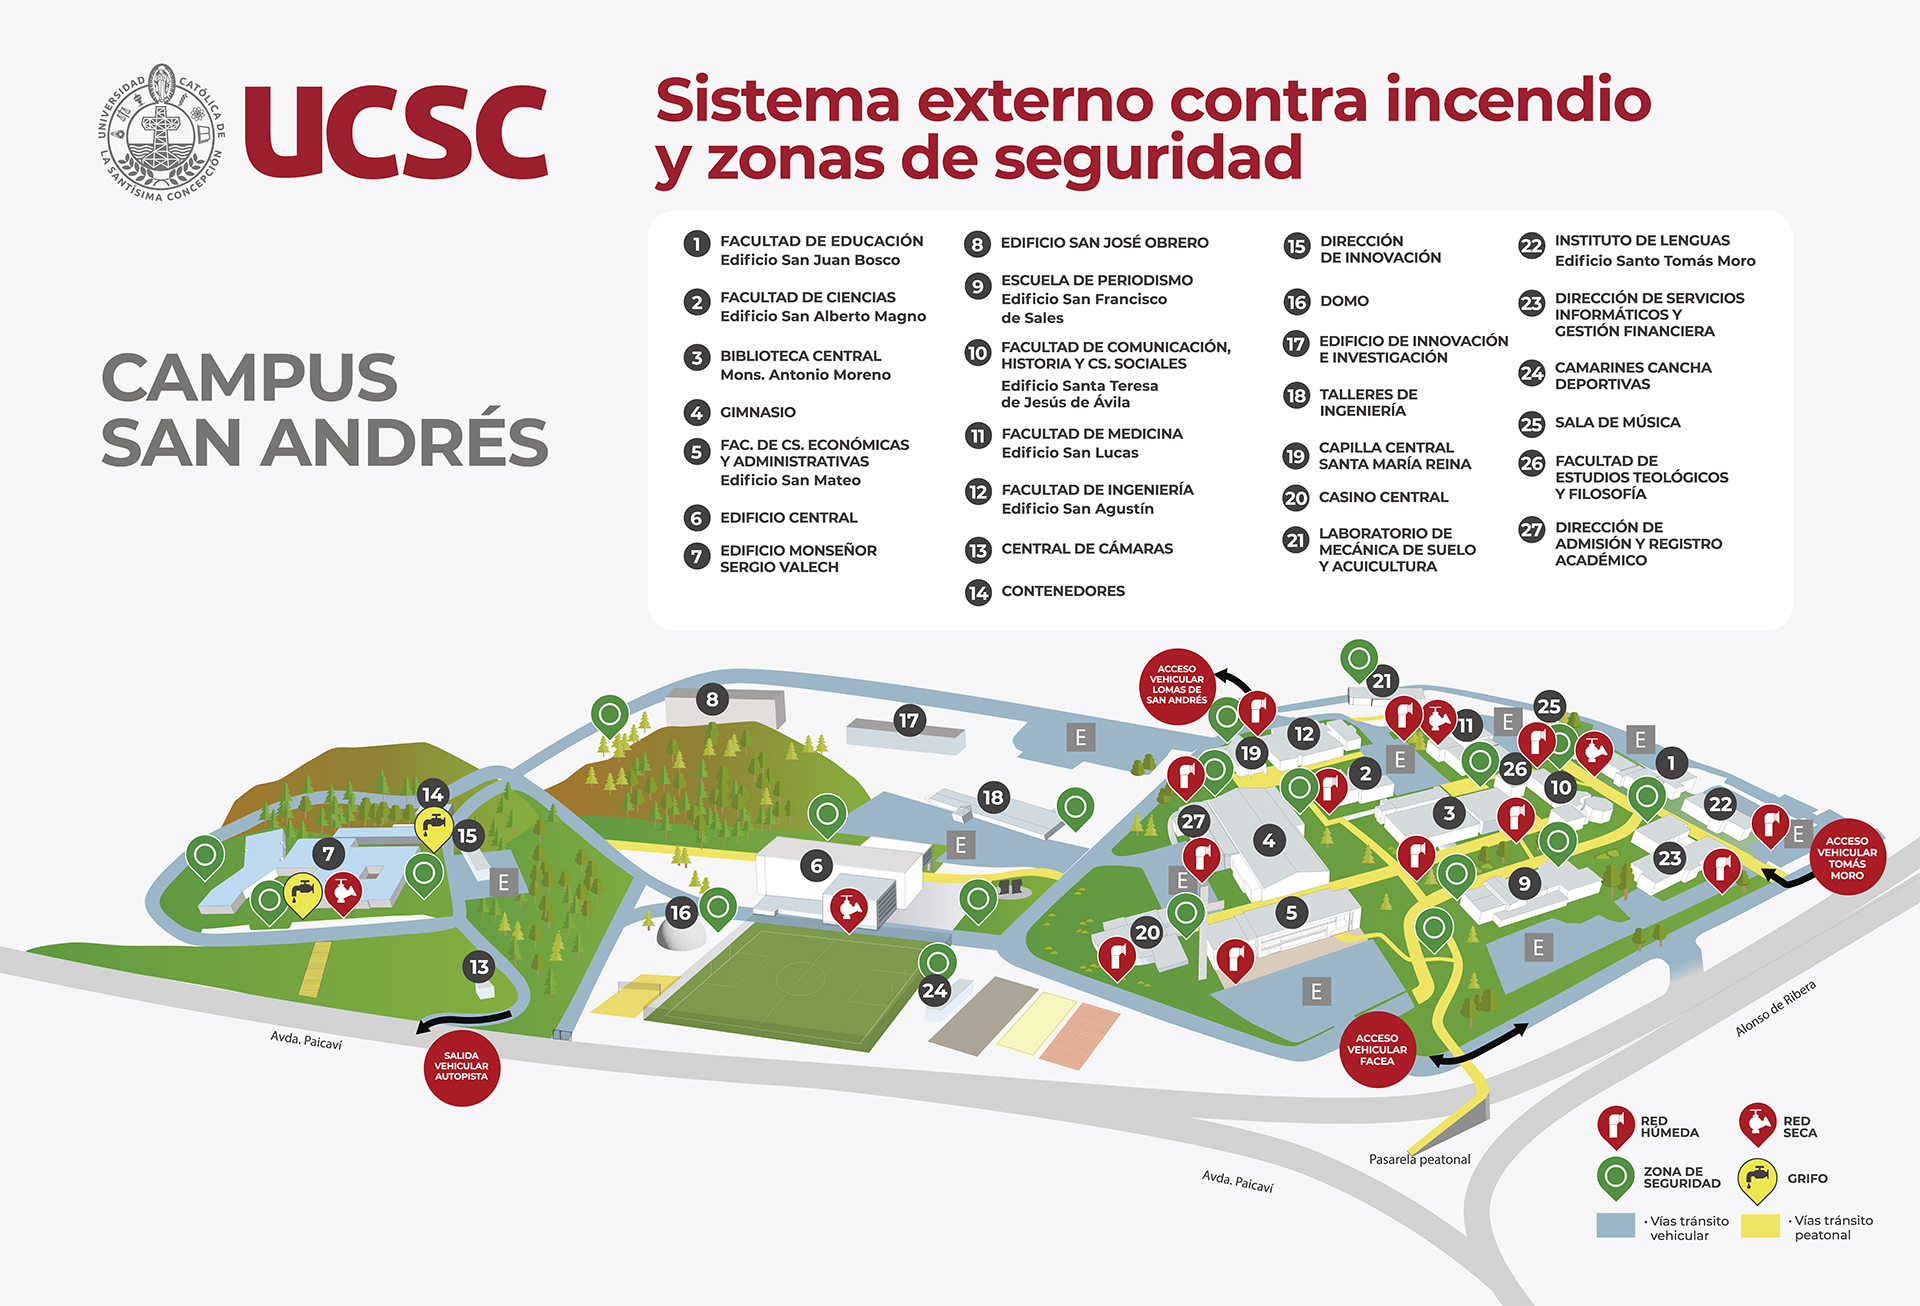 UNIVERSIDAD CATÓLICA DE
LA SANTÍSIMA CONCEPCIÓN
UCSC
Sistema externo contra incendio
y zonas de seguridad
CAMPUS
SAN ANDRÉS
1 FACULTAD DE EDUCACIÓN
Edificio San Juan Bosco
2 FACULTAD DE CIENCIAS
Edificio San Alberto Magno
3 BIBLIOTECA CENTRAL
Mons. Antonio Moreno
4 GIMNASIO
5 FAC. DE CS. ECONÓMICAS
Y ADMINISTRATIVAS
Edificio San Mateo
6 EDIFICIO CENTRAL
7 EDIFICIO MONSEÑOR
SERGIO VALECH
8 EDIFICIO SAN JOSÉ OBRERO
9 ESCUELA DE PERIODISMO
Edificio San Francisco
de Sales
10 FACULTAD DE COMUNICACIÓN,
HISTORIA Y CS. SOCIALES
Edificio Santa Teresa
de Jesús de Ávila
11 FACULTAD DE MEDICINA
Edificio San Lucas
12 FACULTAD DE INGENIERÍA
Edificio San Agustín
13 CENTRAL DE CÁMARAS
14 CONTENEDORES
15 DIRECCIÓN
DE INNOVACIÓN
16 DOMO
17 EDIFICIO DE INNOVACIÓN
E INVESTIGACIÓN
18 TALLERES DE
INGENIERÍA
19 CAPILLA CENTRAL
SANTA MARÍA REINA
20 CASINO CENTRAL
21 LABORATORIO DE
MECÁNICA DE SUELO
Y ACUICULTURA
22 INSTITUTO DE LENGUAS
Edificio Santo Tomás Moro
23 DIRECCIÓN DE SERVICIOS
INFORMÁTICOS Y
GESTIÓN FINANCIERA
24 CAMARINES CANCHA
DEPORTIVAS
25 SALA DE MÚSICA
26 FACULTAD DE
ESTUDIOS TEOLÓGICOS
Y FILOSOFÍA
27 DIRECCIÓN DE
ADMISIÓN Y REGISTRO
ACADÉMICO
ACCESO
VEHICULAR
LOMAS DE
SAN ANDRÉS
21
8
17
25
11
12
19
E
E
E
E
1
2
26
10
14
18
22
3
27
4
15
E
E
7
6
23
9
E
E
16
5
20
E
13
24
E
ACCESO
VEHICULAR
TOMÁS
MORO
Avda. Paicaví
SALIDA
VEHICULAR
AUTOPISTA
ACCESO
VEHICULAR
FACEA
Alonso de Ribera
Pasarela peatonal
Avda. Paicaví
RED
HÚMEDA
RED
SECA
ZONA DE
SEGURIDAD
GRIFO
• Vías tránsito
vehicular
• Vías tránsito
peatonal